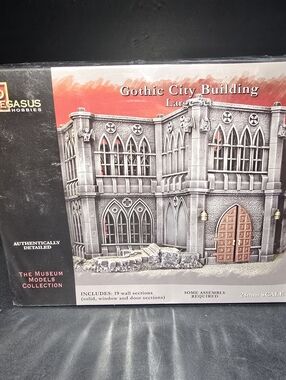 Gothic City Building
Large Set
PEGASUS
HOBBIES
AUTHENTICALLY
DETAILED
THE MUSEUM
MODELS
COLLECTION
INCLUDES: 19 wall sections
(solid, window and door sections)
SOME ASSEMBLY
REQUIRED